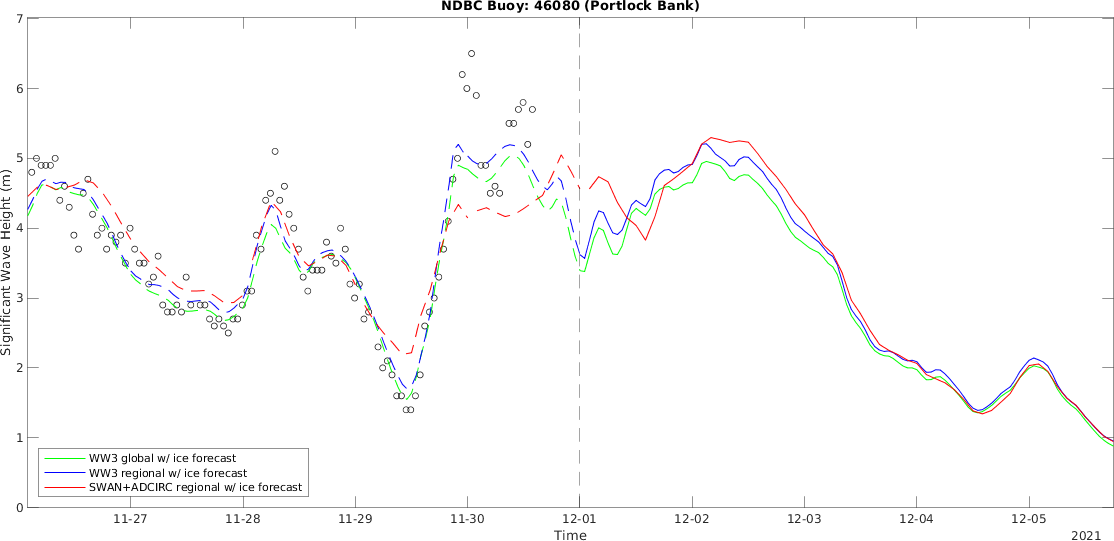 NDBC Buoy: 46080 (Portlock Bank)
7
6
5
4
3
2
1
0
Significant Wave Height (m)
WW3 global w/ ice forecast
WW3 regional w/ ice forecast
SWAN+ADCIRC regional w/ ice forecast
11-27 11-28 11-29 11-30 12-01 12-02 12-03 12-04 12-05
Time
2021